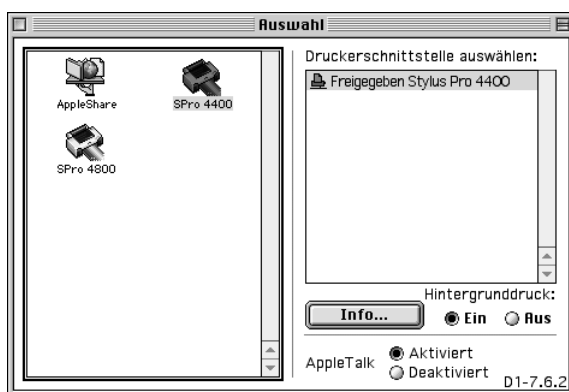 Auswahl
AppleShare
SPro 4400
SPro 4800
Druckerschnittstelle auswählen:
Freigegeben Stylus Pro 4400
Hintergrunddruck:
Info...
Ein
Aus
AppleTalk
Aktiviert
Deaktiviert
D1-7.6.2